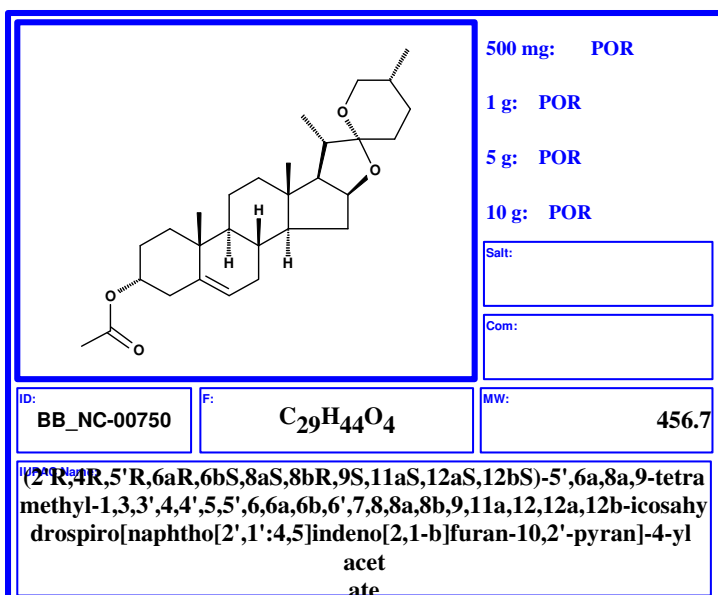 500 mg: POR
1 g: POR
5 g: POR
10 g: POR
O
O
H
H
H
O
O
Salt:
Com:
ID:
BB_NC-00750
F:
C29H44O4
MW:
456.7
IUPAC Name:
(2'R,4R,5'R,6aR,6bS,8aS,8bR,9S,11aS,12aS,12bS)-5',6a,8a,9-tetra
methyl-1,3,3',4,4',5,5',6,6a,6b,6',7,8,8a,8b,9,11a,12,12a,12b-icosahy
drospiro[naphtho[2',1':4,5]indeno[2,1-b]furan-10,2'-pyran]-4-yl
acet
ate